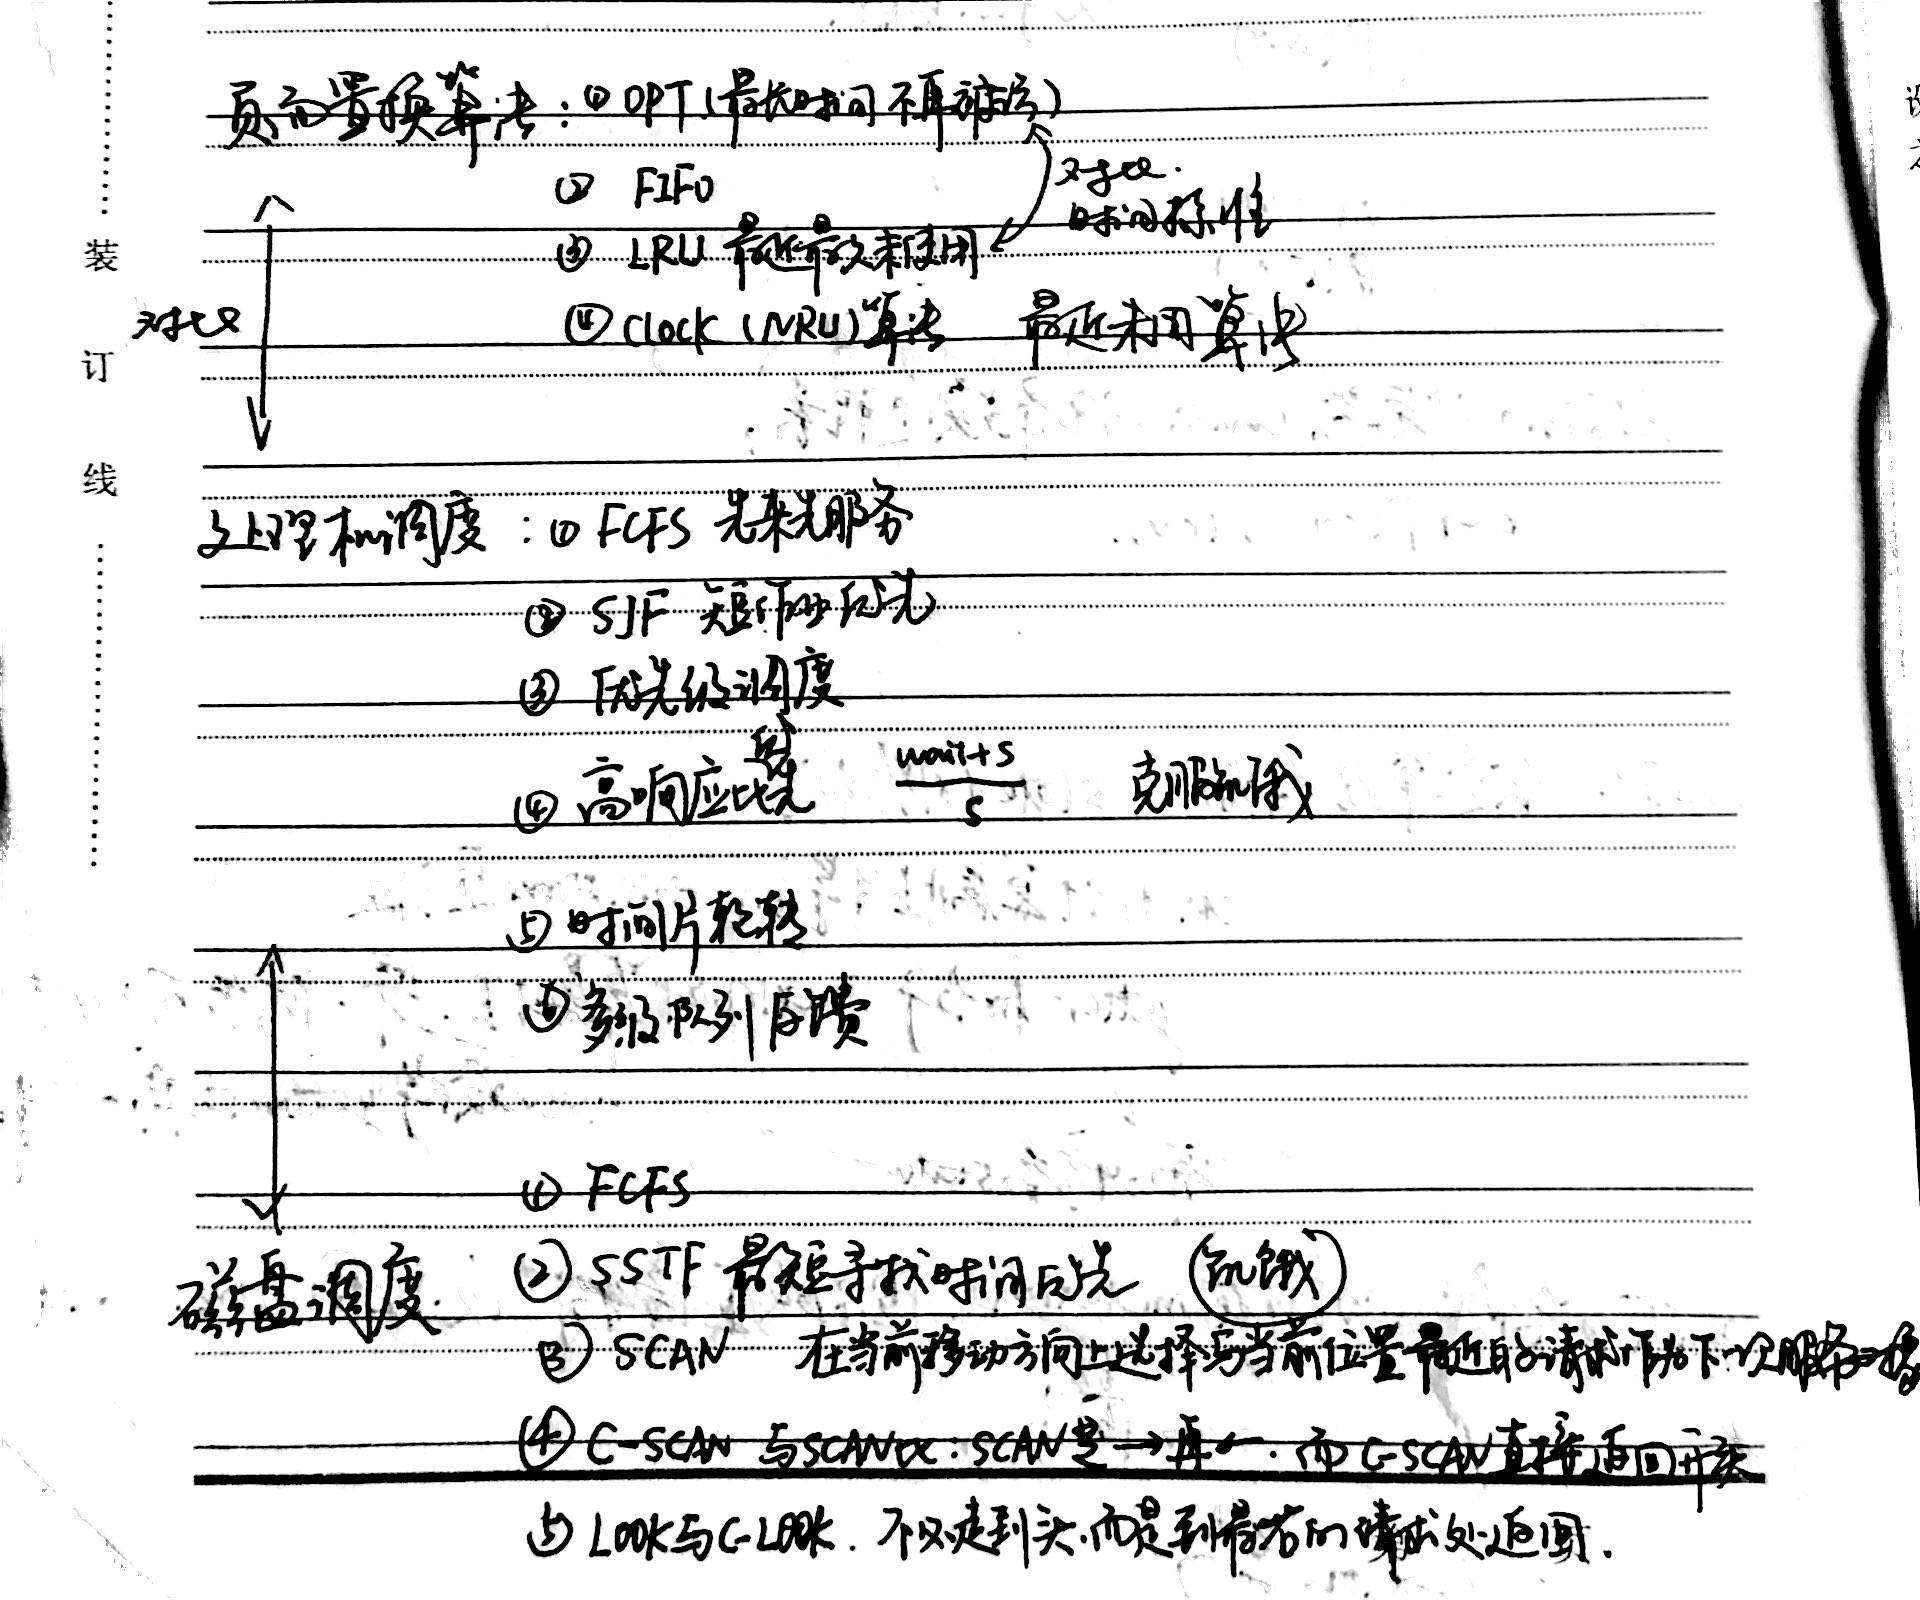 页面置换算法：① OPT（最长时间不再被访）
② FIFO
对比.
时间标准
③ LRU 最近最久未使用
④ Clock (NRU)算法 最近未用算法
对比
装
订
线
处理机调度：① FCFS 先来先服务
② SJF 短作业优先
③ 优先级调度
④ 高响应比优先 wait+s / s 克服饥饿
⑤ 时间片轮转
⑥ 多级队列反馈
① FCFS
磁盘调度 ② SSTF 最短寻找时间优先 （饥饿）
③ SCAN 在当前移动方向上选择与当前位置最近的请求作为下一次服务对
④ C-SCAN 与SCAN比：SCAN是→再←. 而C-SCAN直接返回开头
⑤ LOOK与C-LOOK. 不必走到头.而是到最后的请求处返回.